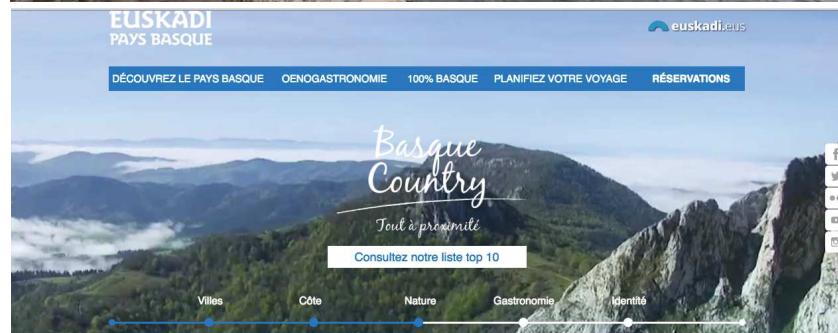 EUSKADI
PAYS BASQUE
euskadi.eus
DÉCOUVREZ LE PAYS BASQUE OENOGASTRONOMIE 100% BASQUE PLANIFIEZ VOTRE VOYAGE RÉSERVATIONS
Basque
Country
Tout à proximité
Consultez notre liste top 10
Villes Côte Nature Gastronomie Identité